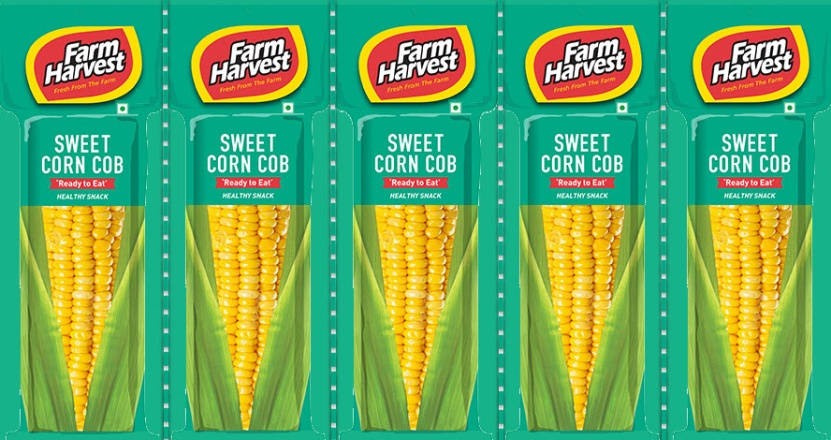 Farm
Harvest
Fresh From The Farm
SWEET
CORN COB
'Ready to Eat'
HEALTHY SNACK
Farm
Harvest
Fresh From The Farm
SWEET
CORN COB
'Ready to Eat'
HEALTHY SNACK
Farm
Harvest
Fresh From The Farm
SWEET
CORN COB
'Ready to Eat'
HEALTHY SNACK
Farm
Harvest
Fresh From The Farm
SWEET
CORN COB
'Ready to Eat'
HEALTHY SNACK
Farm
Harvest
Fresh From The Farm
SWEET
CORN COB
'Ready to Eat'
HEALTHY SNACK